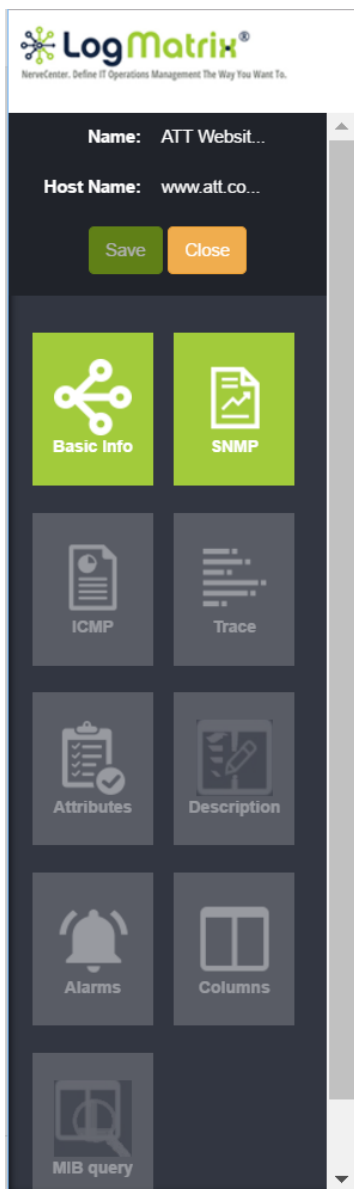 LogMatrix®
NerveCenter. Define IT Operations Management The Way You Want To.
Name: ATT Websit...
Host Name: www.att.co...
Save Close
Basic Info SNMP
ICMP Trace
Attributes Description
Alarms Columns
MIB query